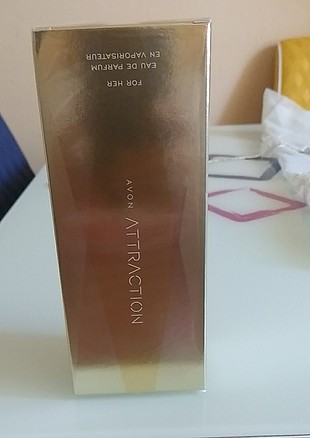 AVON ATTRACTION
FOR HER
EAU DE PARFUM
EN VAPORISATEUR